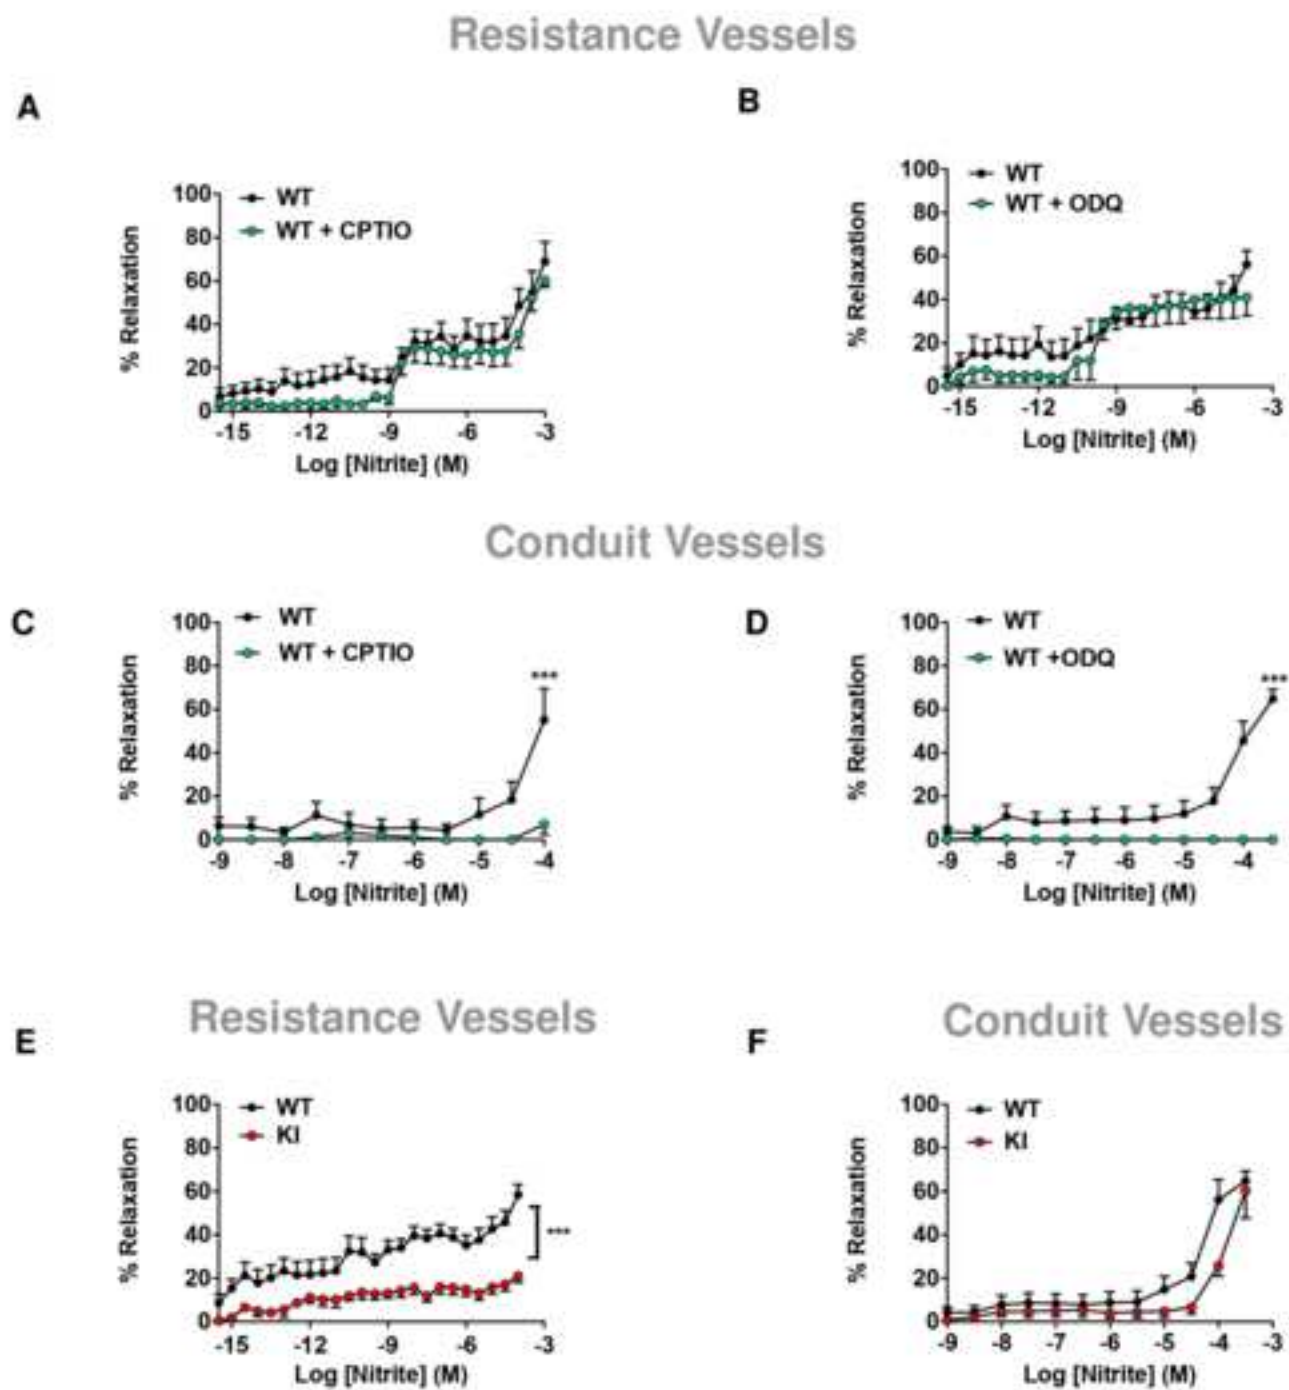 Resistance Vessels
A
B
100
80
60
40
20
0
% Relaxation
WT
WT + CPTIO
-15
-12
-9
-6
-3
Log [Nitrite] (M)
100
80
60
40
20
0
% Relaxation
WT
WT + ODQ
-15
-12
-9
-6
-3
Log [Nitrite] (M)
Conduit Vessels
C
D
100
80
60
40
20
0
% Relaxation
WT
WT + CPTIO
***
-9
-8
-7
-6
-5
-4
Log [Nitrite] (M)
100
80
60
40
20
0
% Relaxation
WT
WT +ODQ
***
-9
-8
-7
-6
-5
-4
Log [Nitrite] (M)
Resistance Vessels
Conduit Vessels
E
F
100
80
60
40
20
0
% Relaxation
WT
KI
***
-15
-12
-9
-6
-3
Log [Nitrite] (M)
100
80
60
40
20
0
% Relaxation
WT
KI
-9
-8
-7
-6
-5
-4
-3
Log [Nitrite] (M)